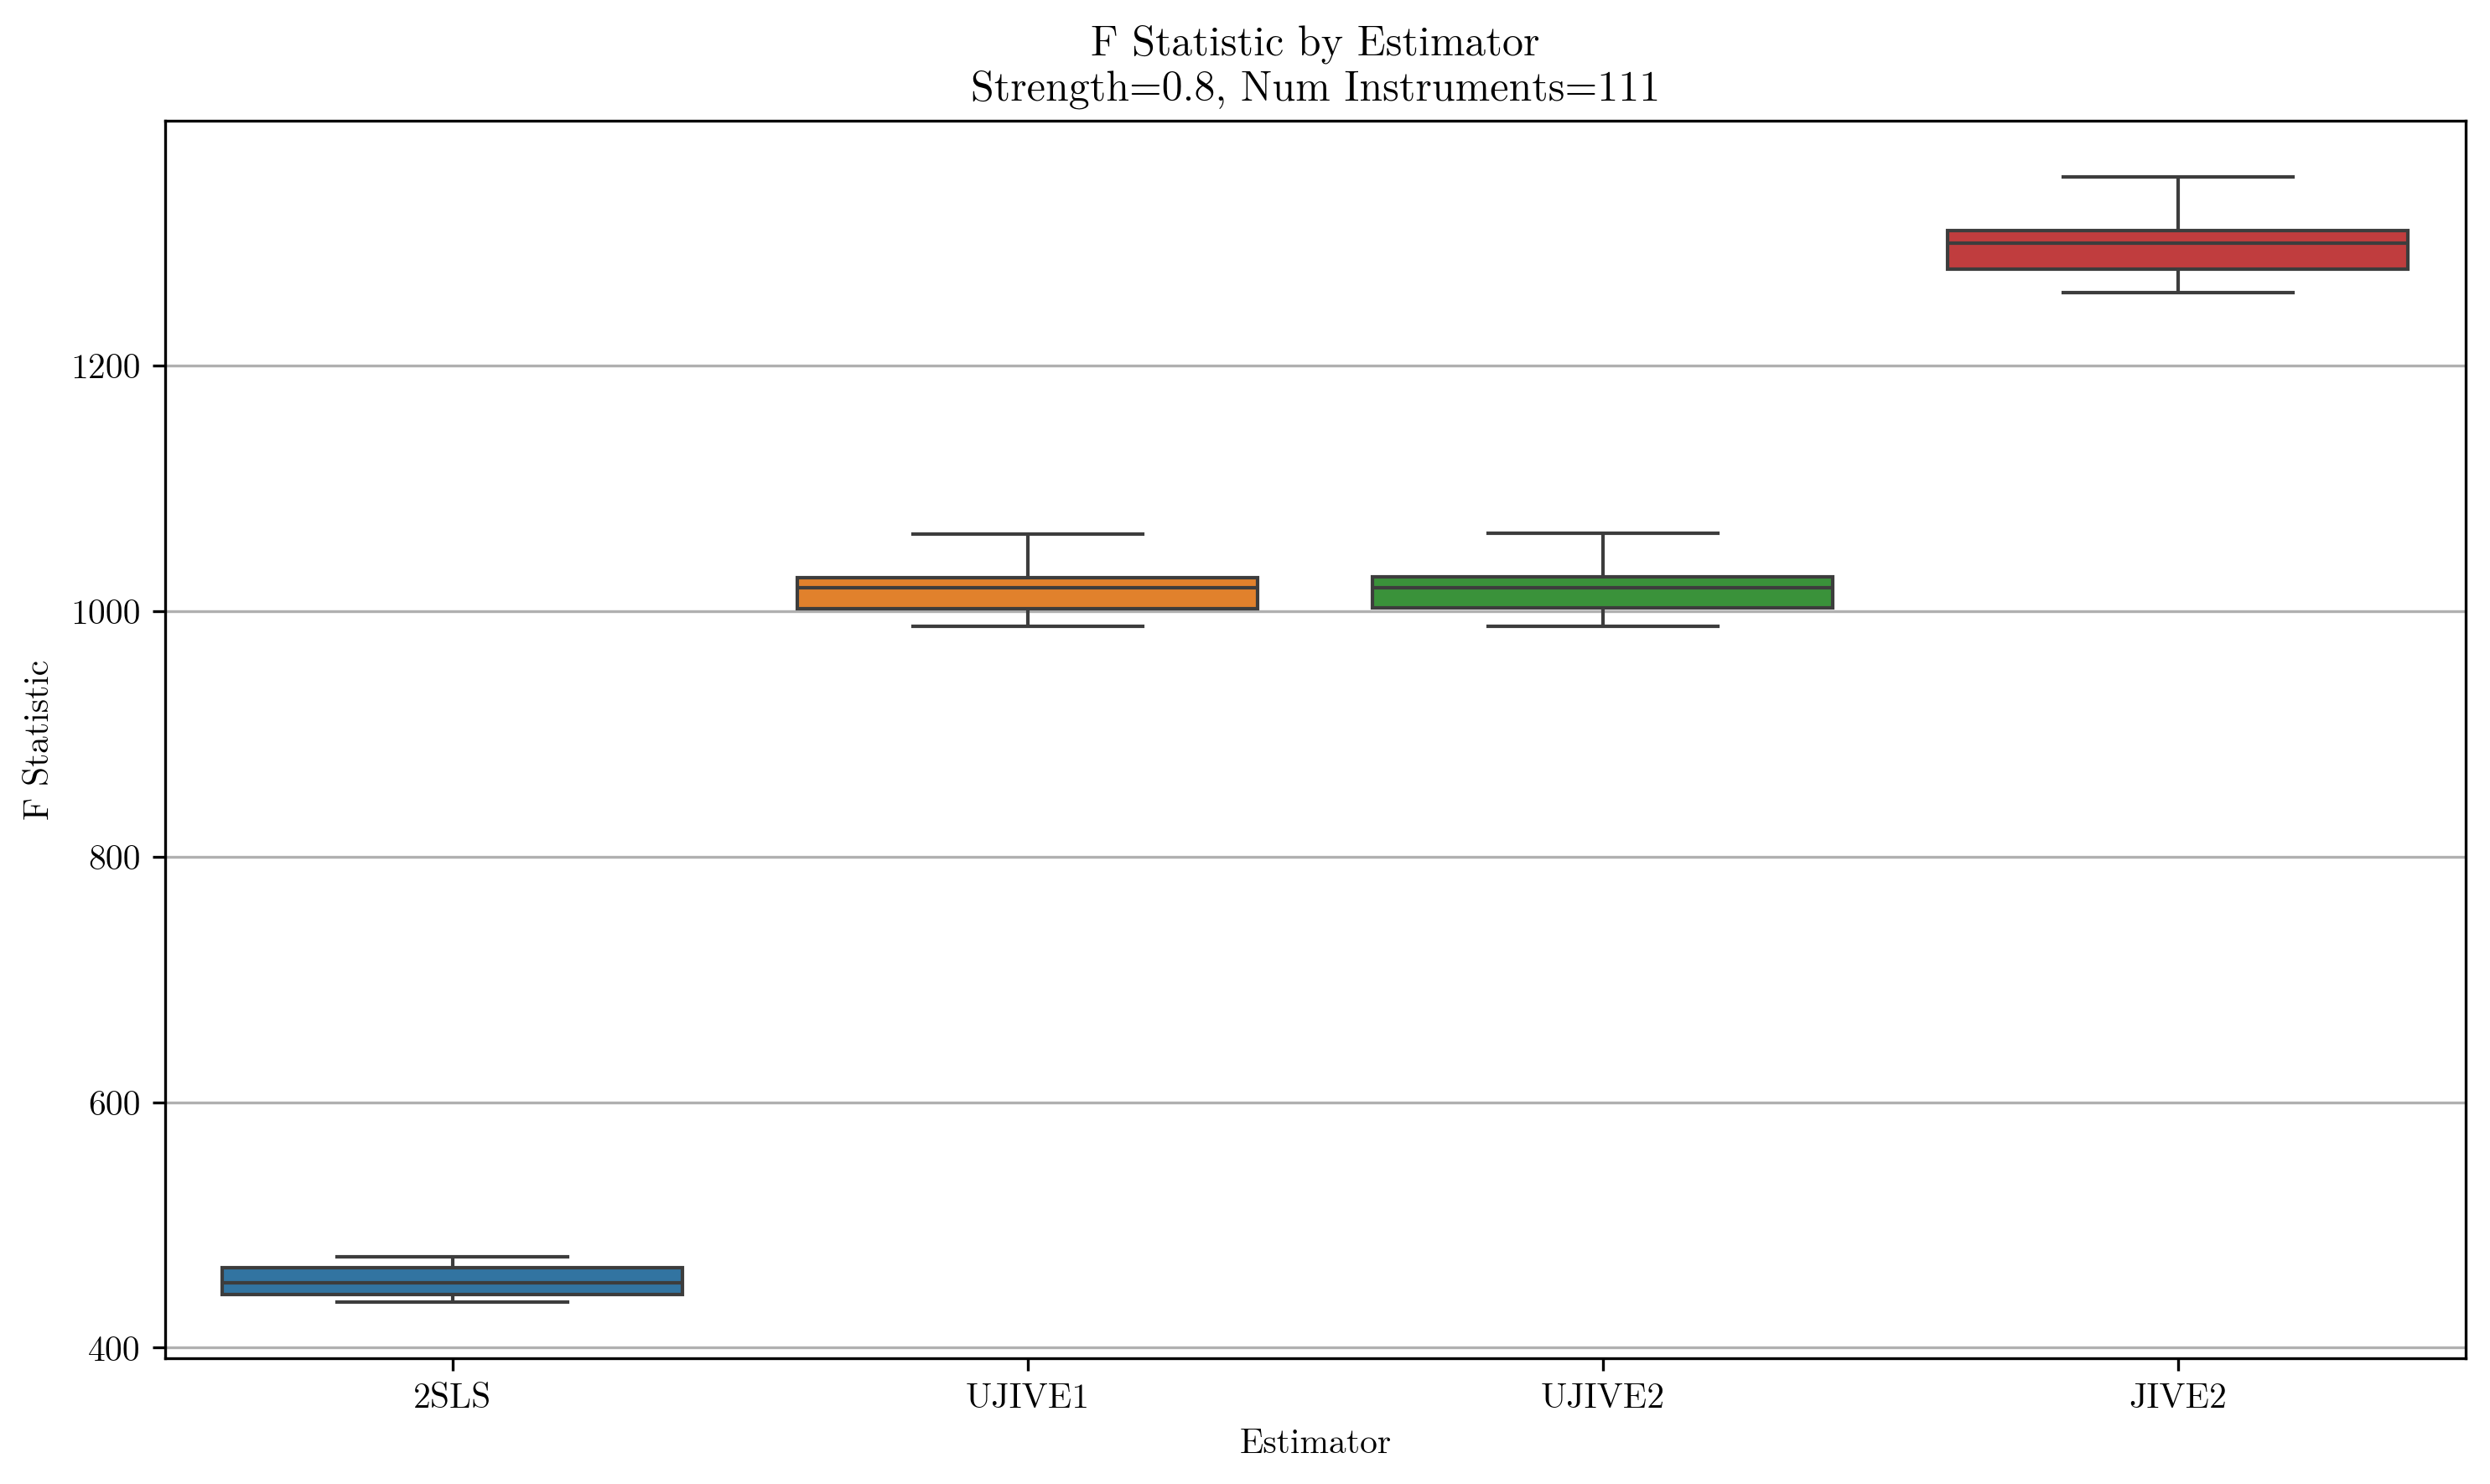 F Statistic by Estimator
Strength=0.8, Num Instruments=111
F Statistic
1200
1000
800
600
400
2SLS
UJIVE1
UJIVE2
JIVE2
Estimator